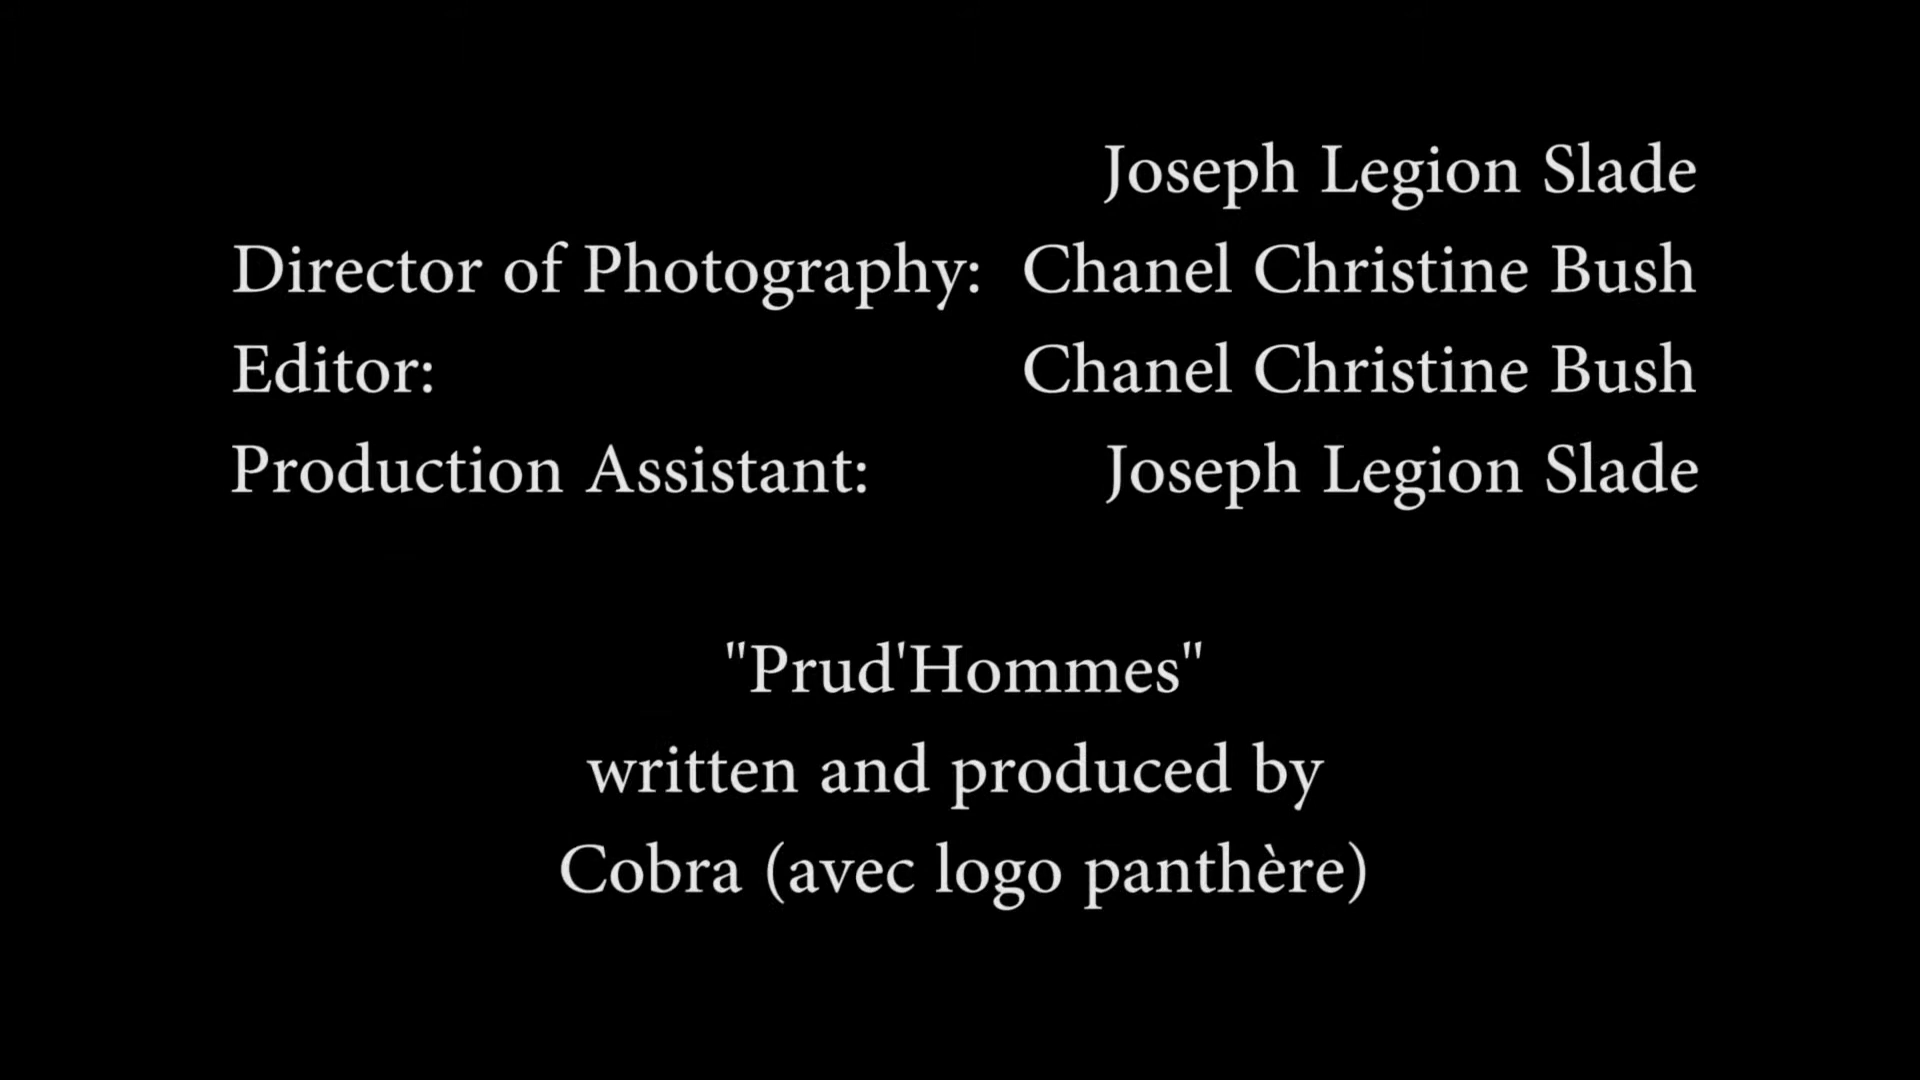 Joseph Legion Slade
Director of Photography: Chanel Christine Bush
Editor: Chanel Christine Bush
Production Assistant: Joseph Legion Slade
"Prud'Hommes"
written and produced by
Cobra (avec logo panthère)